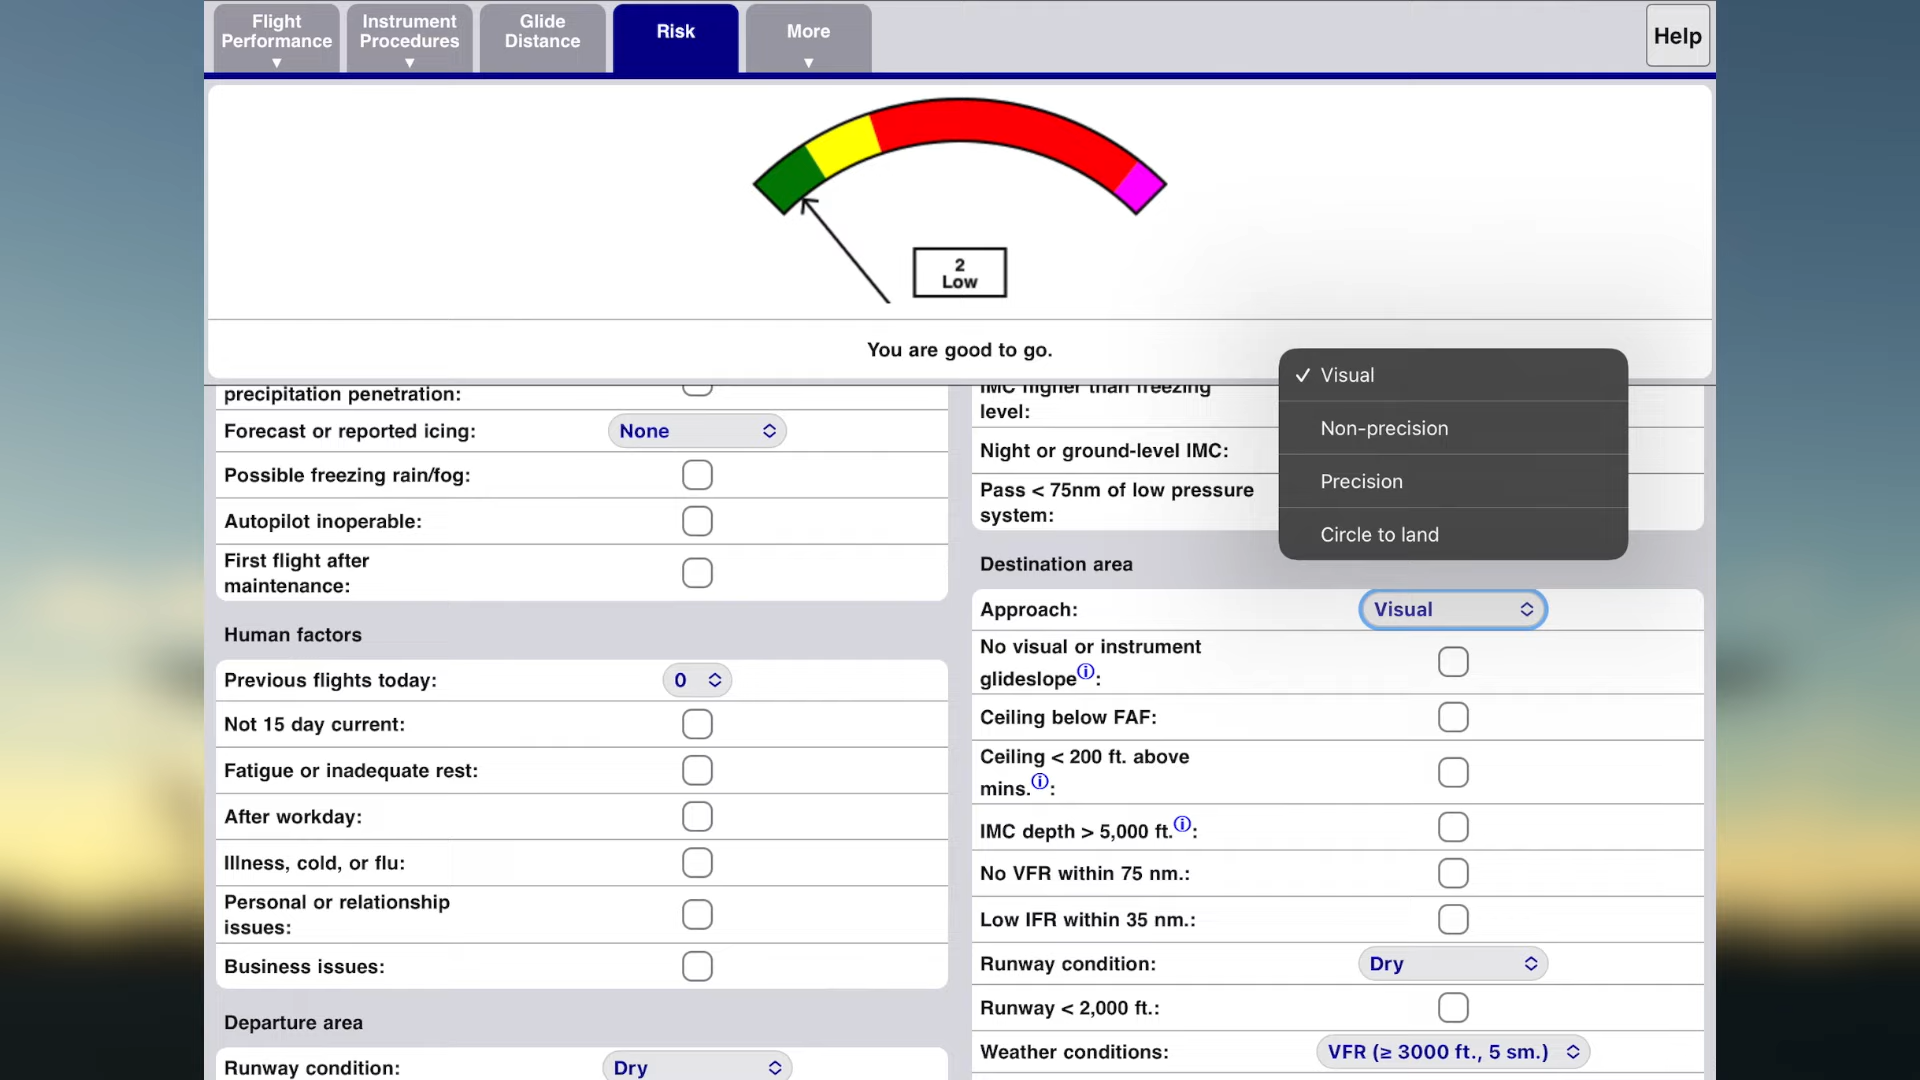 Flight
Performance
▼
Instrument
Procedures
▼
Glide
Distance
Risk
More
▼
Help
2
Low
You are good to go.
precipitation penetration:
Forecast or reported icing:
None
Possible freezing rain/fog:
Autopilot inoperable:
First flight after
maintenance:
Human factors
Previous flights today:
0
Not 15 day current:
Fatigue or inadequate rest:
After workday:
Illness, cold, or flu:
Personal or relationship
issues:
Business issues:
Departure area
Runway condition:
Dry
IMC higher than freezing
level:
Night or ground-level IMC:
Pass < 75nm of low pressure
system:
✓ Visual
Non-precision
Precision
Circle to land
Destination area
Approach:
Visual
No visual or instrument
glideslopeⓘ:
Ceiling below FAF:
Ceiling < 200 ft. above
mins.ⓘ:
IMC depth > 5,000 ft.ⓘ:
No VFR within 75 nm.:
Low IFR within 35 nm.:
Runway condition:
Dry
Runway < 2,000 ft.:
Weather conditions:
VFR (≥ 3000 ft., 5 sm.)